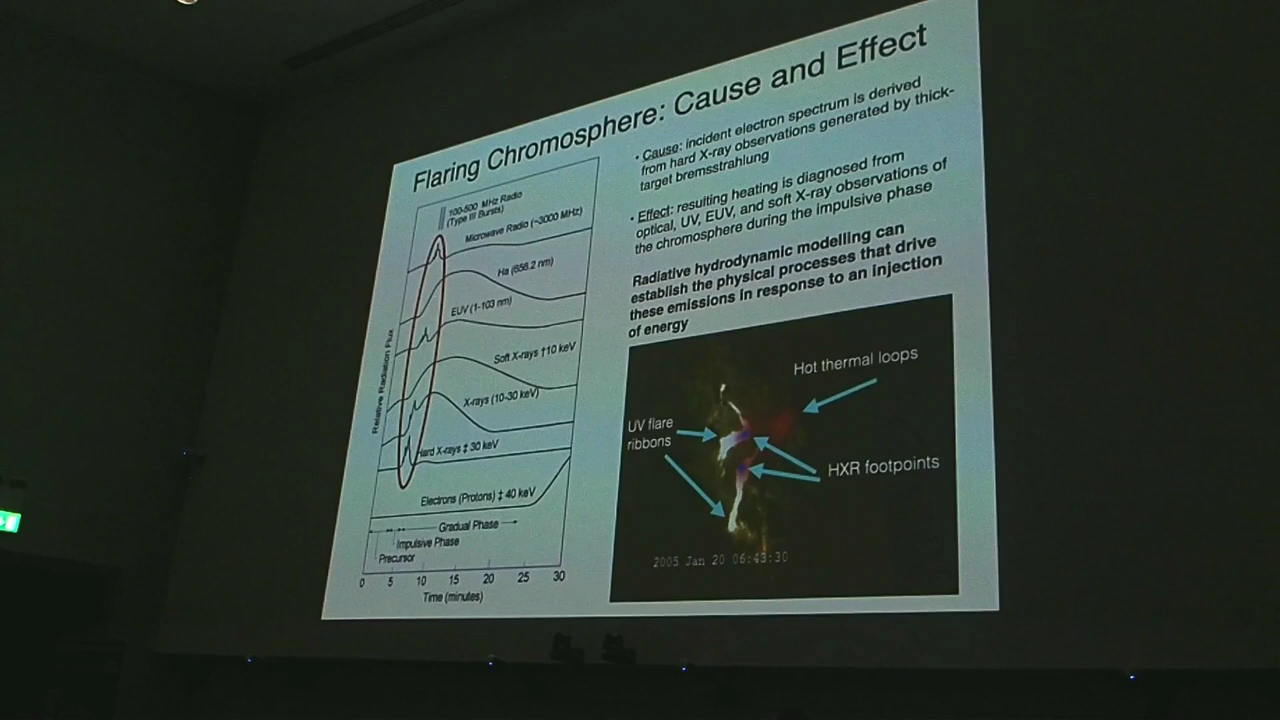 Flaring Chromosphere: Cause and Effect
100-500 MHz Radio
(Type III Bursts)
Microwave Radio (~3000 MHz)
Hα (656.2 nm)
EUV (1-103 nm)
Soft X-rays †10 keV
X-rays (10-30 keV)
Hard X-rays ‡ 30 keV
Electrons (Protons) ‡ 40 keV
Gradual Phase
Impulsive Phase
Precursor
0 5 10 15 20 25 30
Time (minutes)
Relative Radiation Flux
• Cause: incident electron spectrum is derived
from hard X-ray observations generated by thick-
target bremsstrahlung
• Effect: resulting heating is diagnosed from
optical, UV, EUV, and soft X-ray observations of
the chromosphere during the impulsive phase
Radiative hydrodynamic modelling can
establish the physical processes that drive
these emissions in response to an injection
of energy
Hot thermal loops
UV flare
ribbons
HXR footpoints
2005 Jan 20 06:43:30